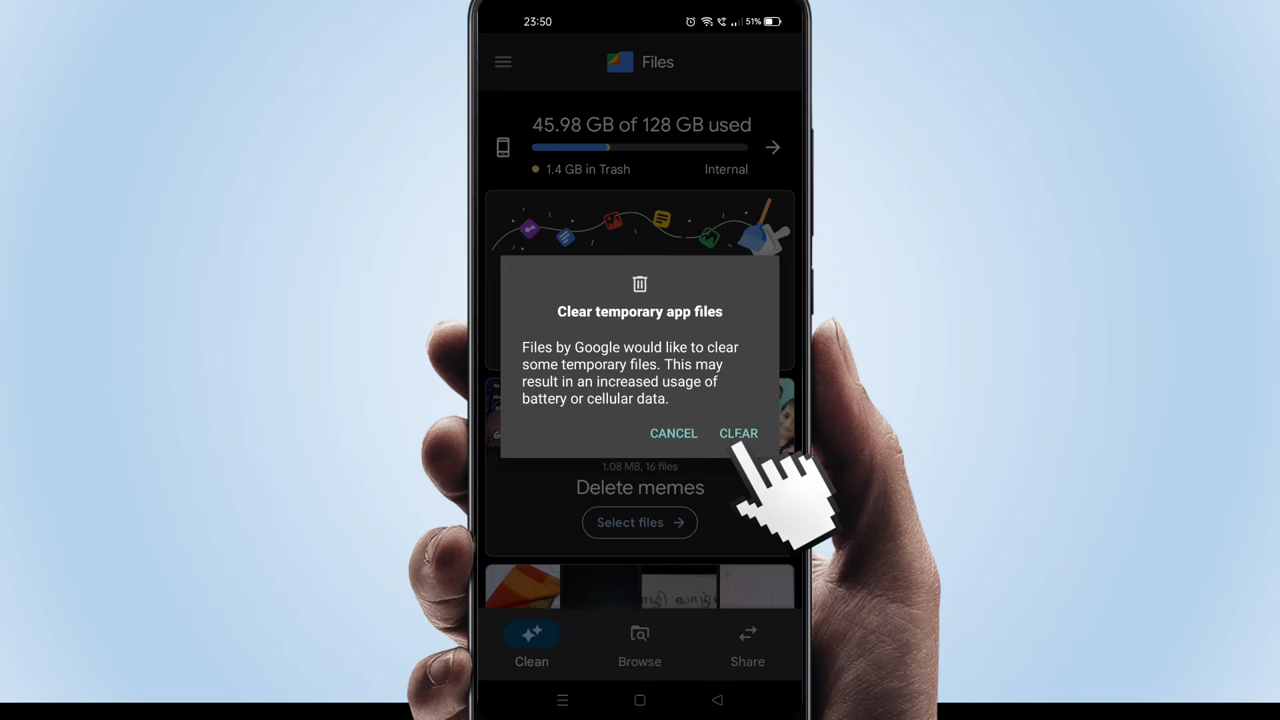 23:50
51%
Files
45.98 GB of 128 GB used
1.4 GB in Trash
Internal
Clear temporary app files
Files by Google would like to clear
some temporary files. This may
result in an increased usage of
battery or cellular data.
CANCEL
CLEAR
1.08 MB, 16 files
Delete memes
Select files
Clean
Browse
Share